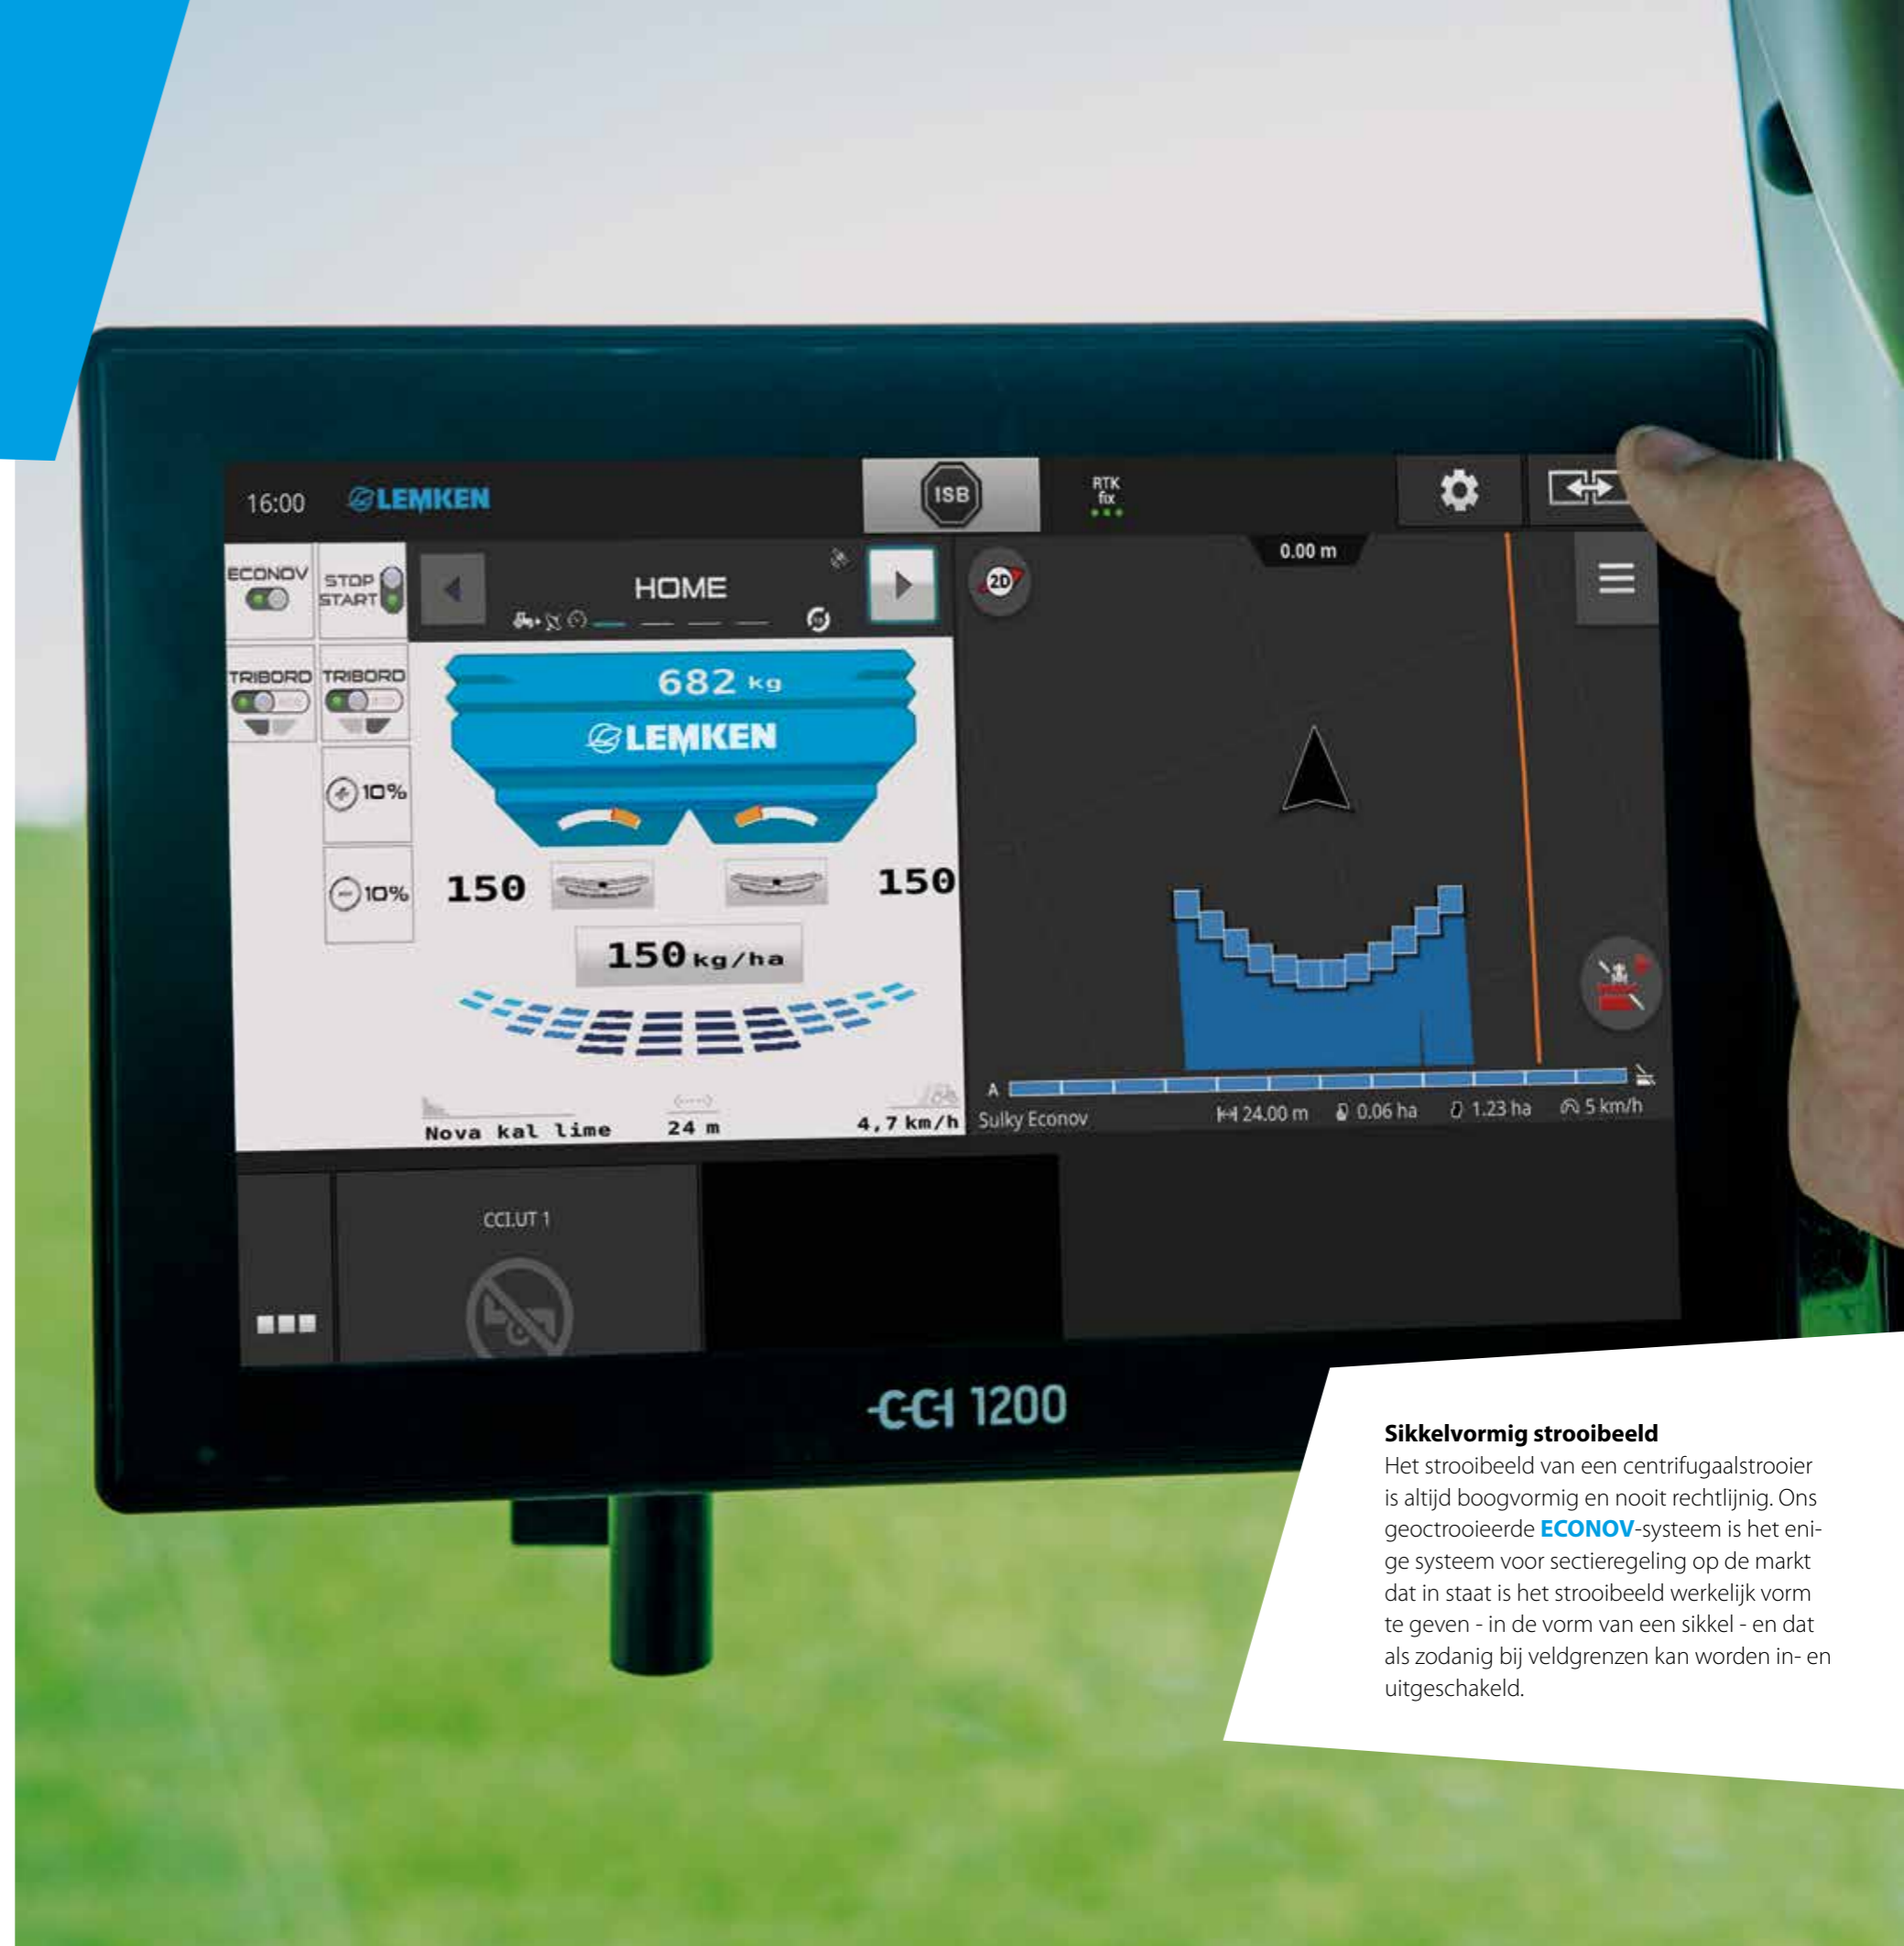 16:00
LEMKEN
ISB
RTK
fix
ECONOV
STOP
START
HOME
2D
0.00 m
TRIBORD
TRIBORD
682 kg
LEMKEN
10%
10%
150
150
150 kg/ha
Nova kal lime
24 m
4,7 km/h
A
Sulky Econov
24.00 m
0.06 ha
1.23 ha
5 km/h
CCI.UT 1
CCI 1200
Sikkelvormig strooibeeld
Het strooibeeld van een centrifugaalstrooier
is altijd boogvormig en nooit rechtlijnig. Ons
geoctrooieerde ECONOV-systeem is het eni-
ge systeem voor sectieregeling op de markt
dat in staat is het strooibeeld werkelijk vorm
te geven - in de vorm van een sikkel - en dat
als zodanig bij veldgrenzen kan worden in- en
uitgeschakeld.